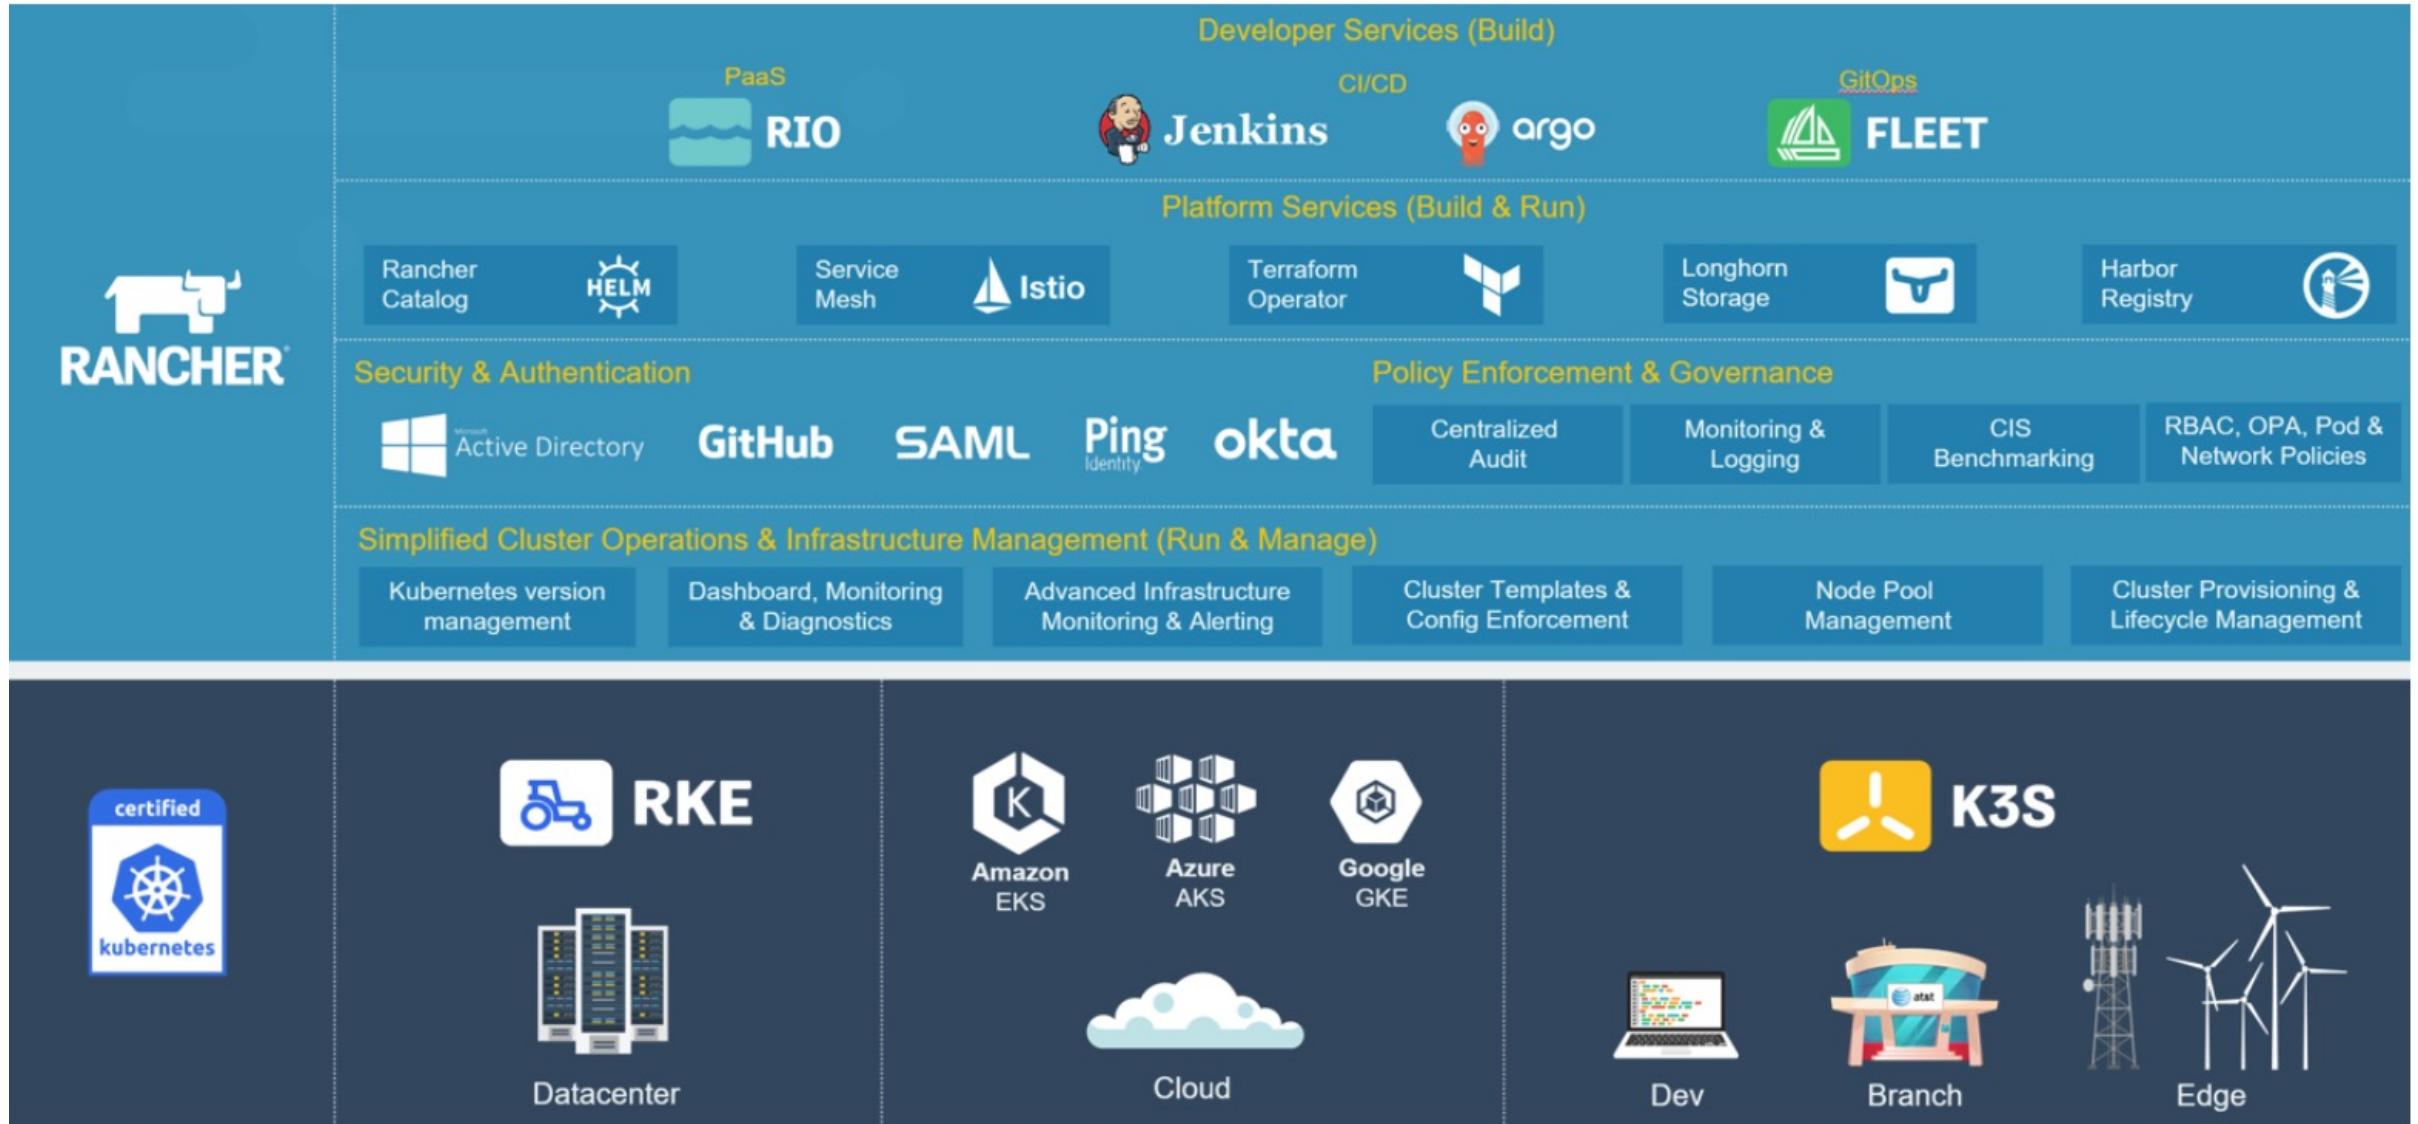 Developer Services (Build)
PaaS
CI/CD
GitOps
RIO
Jenkins
argo
FLEET
Platform Services (Build & Run)
Rancher
Catalog
HELM
Service
Mesh
Istio
Terraform
Operator
Longhorn
Storage
Harbor
Registry
RANCHER
Security & Authentication
Microsoft
Active Directory
GitHub
SAML
Ping
Identity
okta
Policy Enforcement & Governance
Centralized
Audit
Monitoring &
Logging
CIS
Benchmarking
RBAC, OPA, Pod &
Network Policies
Simplified Cluster Operations & Infrastructure Management (Run & Manage)
Kubernetes version
management
Dashboard, Monitoring
& Diagnostics
Advanced Infrastructure
Monitoring & Alerting
Cluster Templates &
Config Enforcement
Node Pool
Management
Cluster Provisioning &
Lifecycle Management
certified
kubernetes
RKE
Datacenter
K
Amazon
EKS
Azure
AKS
Google
GKE
Cloud
K3S
at&t
Dev
Branch
Edge